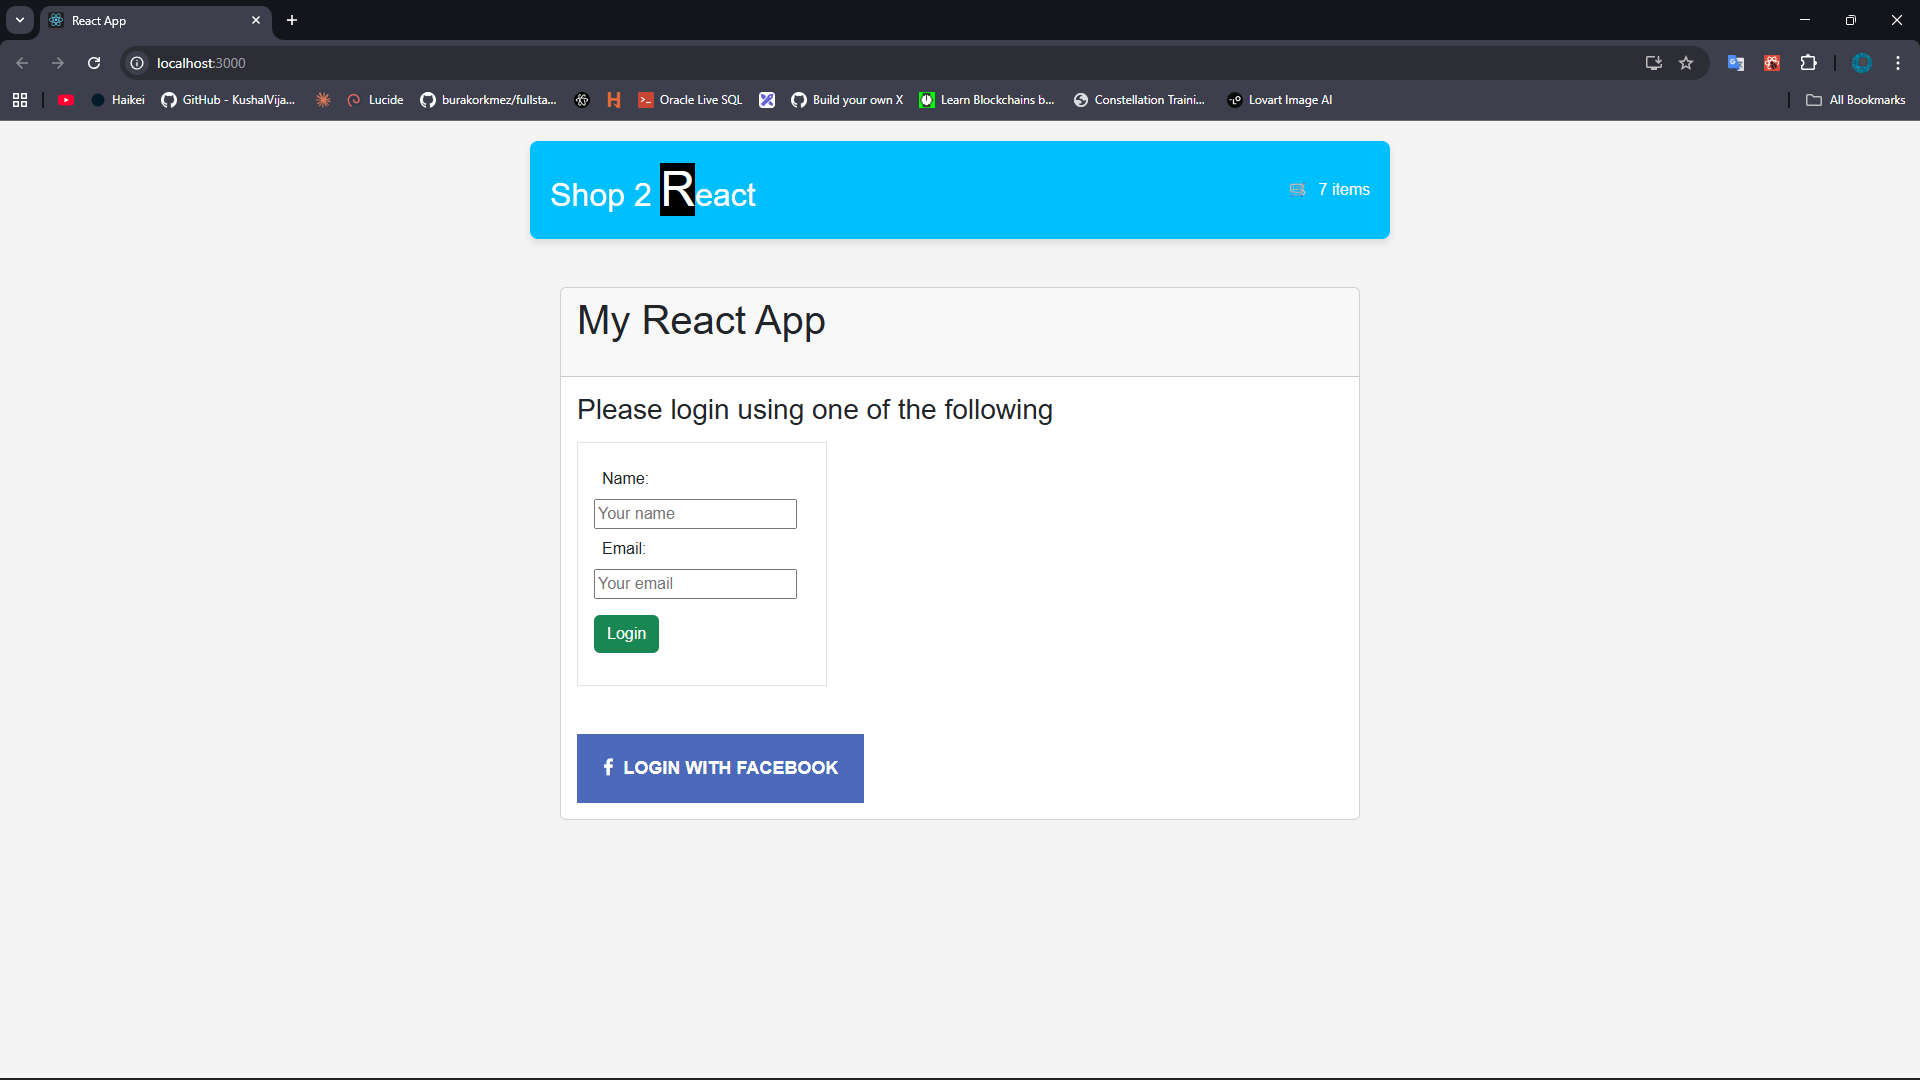 React App
localhost:3000
Haikei
GitHub - KushalVija...
Lucide
burakorkmez/fullsta...
Oracle Live SQL
Build your own X
Learn Blockchains b...
Constellation Traini...
Lovart Image AI
All Bookmarks
Shop 2 React
7 items
My React App
Please login using one of the following
Name:
Your name
Email:
Your email
Login
LOGIN WITH FACEBOOK